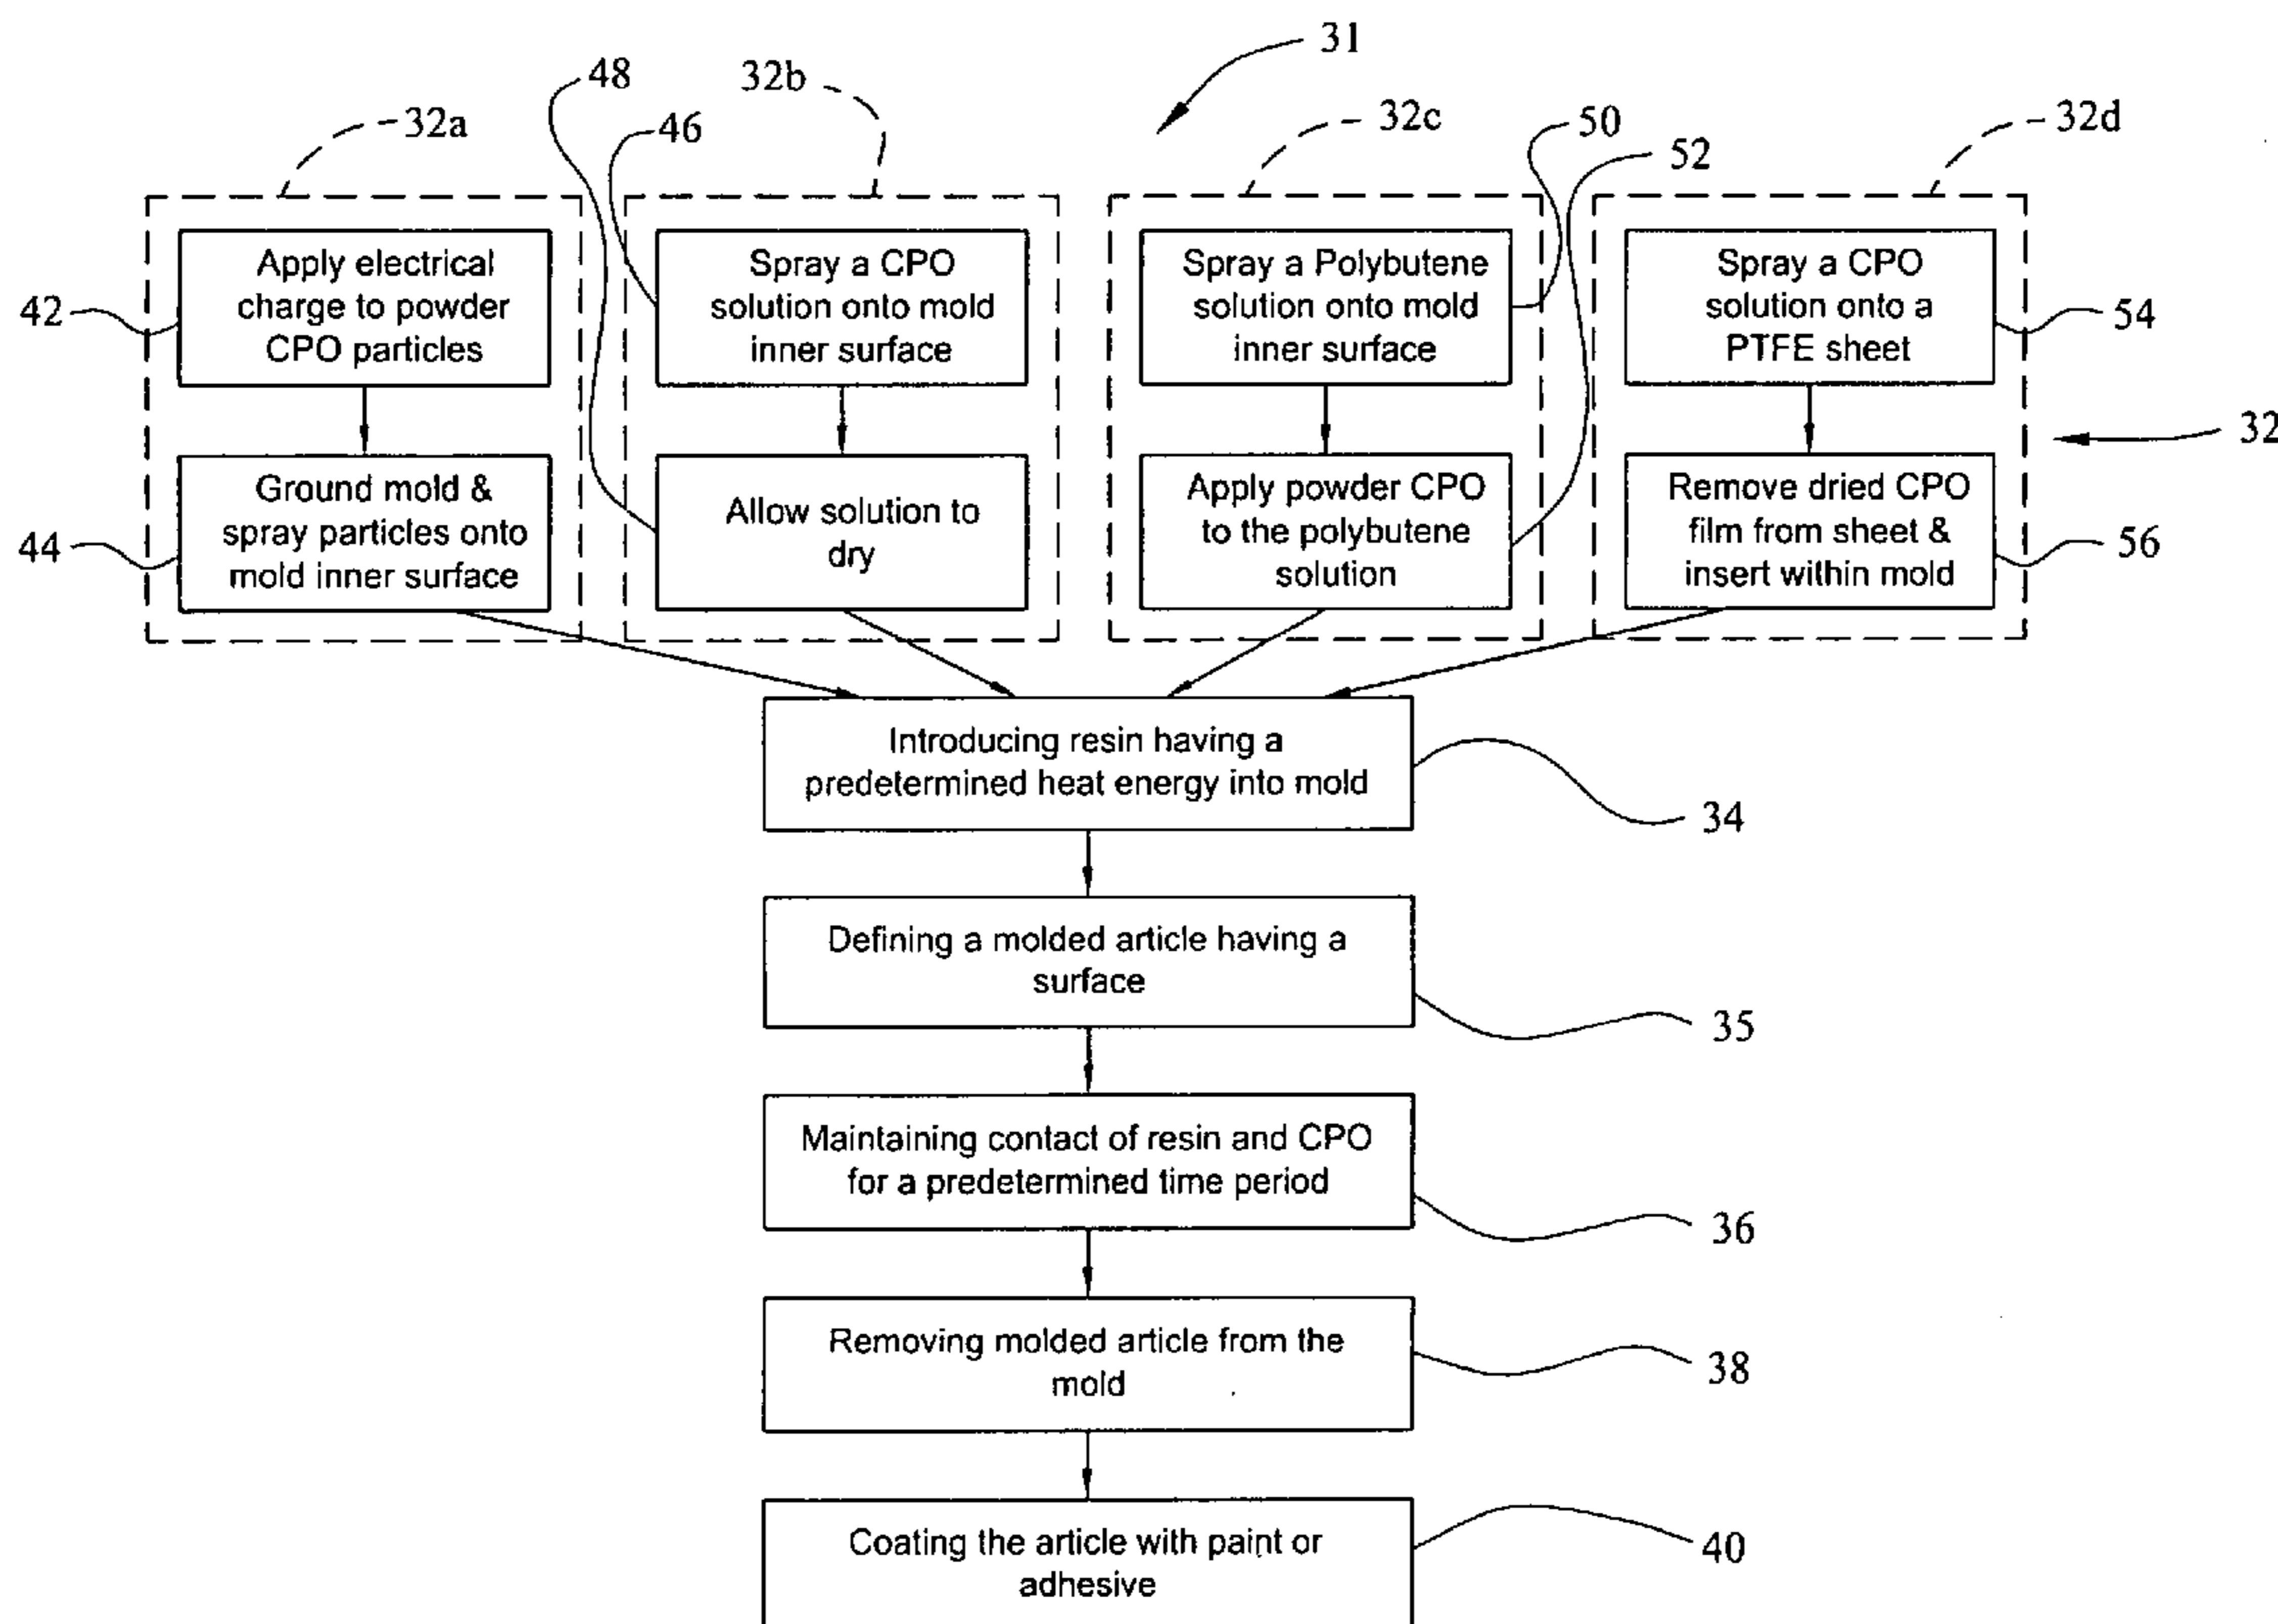 31
48
32b
46
32a
32c
50
32d
52
42
Apply electrical
charge to powder
CPO particles
Spray a CPO
solution onto mold
inner surface
Spray a Polybutene
solution onto mold
inner surface
Spray a CPO
solution onto a
PTFE sheet
54
32
44
Ground mold &
spray particles onto
mold inner surface
Allow solution to
dry
Apply powder CPO
to the polybutene
solution
Remove dried CPO
film from sheet &
insert within mold
56
Introducing resin having a
predetermined heat energy into mold
34
Defining a molded article having a
surface
35
Maintaining contact of resin and CPO
for a predetermined time period
36
Removing molded article from the
mold
38
Coating the article with paint or
adhesive
40